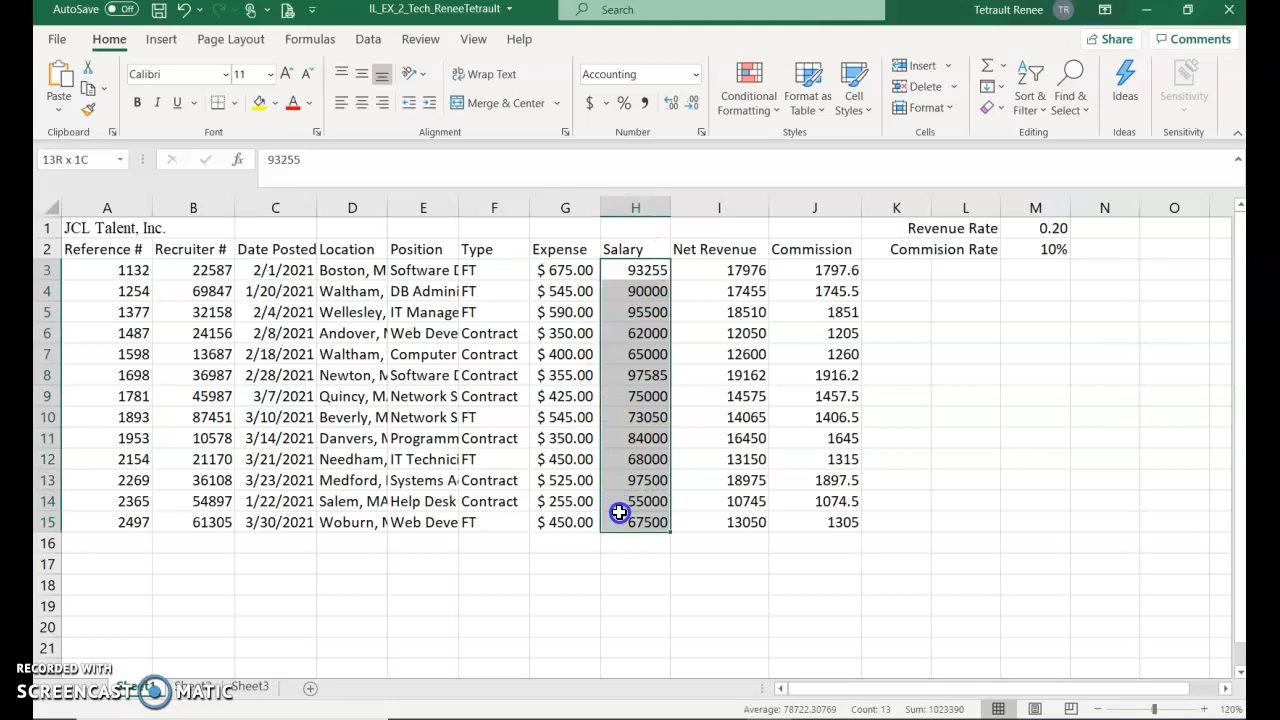 AutoSave Off IL_EX_2_Tech_ReneeTetrault Search Tetrault Renee TR
File Home Insert Page Layout Formulas Data Review View Help Share Comments
Calibri 11 Wrap Text Accounting Insert
Paste Conditional Formatting Format as Table Cell Styles Delete Sort & Filter Find & Select Ideas Sensitivity
B I U A Merge & Center $ % , Format
Clipboard Font Alignment Number Styles Cells Editing Ideas Sensitivity
13R x 1C fx 93255
A B C D E F G H I J K L M N O
1 JCL Talent, Inc. Revenue Rate 0.20
2 Reference # Recruiter # Date Posted Location Position Type Expense Salary Net Revenue Commission Commision Rate 10%
3 1132 22587 2/1/2021 Boston, M Software D FT $ 675.00 93255 17976 1797.6
4 1254 69847 1/20/2021 Waltham, DB Admini FT $ 545.00 90000 17455 1745.5
5 1377 32158 2/4/2021 Wellesley, IT Manage FT $ 590.00 95500 18510 1851
6 1487 24156 2/8/2021 Andover, M Web Deve Contract $ 350.00 62000 12050 1205
7 1598 13687 2/18/2021 Waltham, Computer Contract $ 400.00 65000 12600 1260
8 1698 36987 2/28/2021 Newton, M Software D Contract $ 355.00 97585 19162 1916.2
9 1781 45987 3/7/2021 Quincy, MA Network S Contract $ 425.00 75000 14575 1457.5
10 1893 87451 3/10/2021 Beverly, M Network S FT $ 545.00 73050 14065 1406.5
11 1953 10578 3/14/2021 Danvers, M Programm Contract $ 350.00 84000 16450 1645
12 2154 21170 3/21/2021 Needham, IT Technici FT $ 450.00 68000 13150 1315
13 2269 36108 3/23/2021 Medford, Systems A Contract $ 525.00 97500 18975 1897.5
14 2365 54897 1/22/2021 Salem, MA Help Desk Contract $ 255.00 55000 10745 1074.5
15 2497 61305 3/30/2021 Woburn, M Web Deve FT $ 450.00 67500 13050 1305
16
17
18
19
20
21
RECORDED WITH
SCREENCAST MATIC
Sheet3
Average: 78722.30769 Count: 13 Sum: 1023390 120%